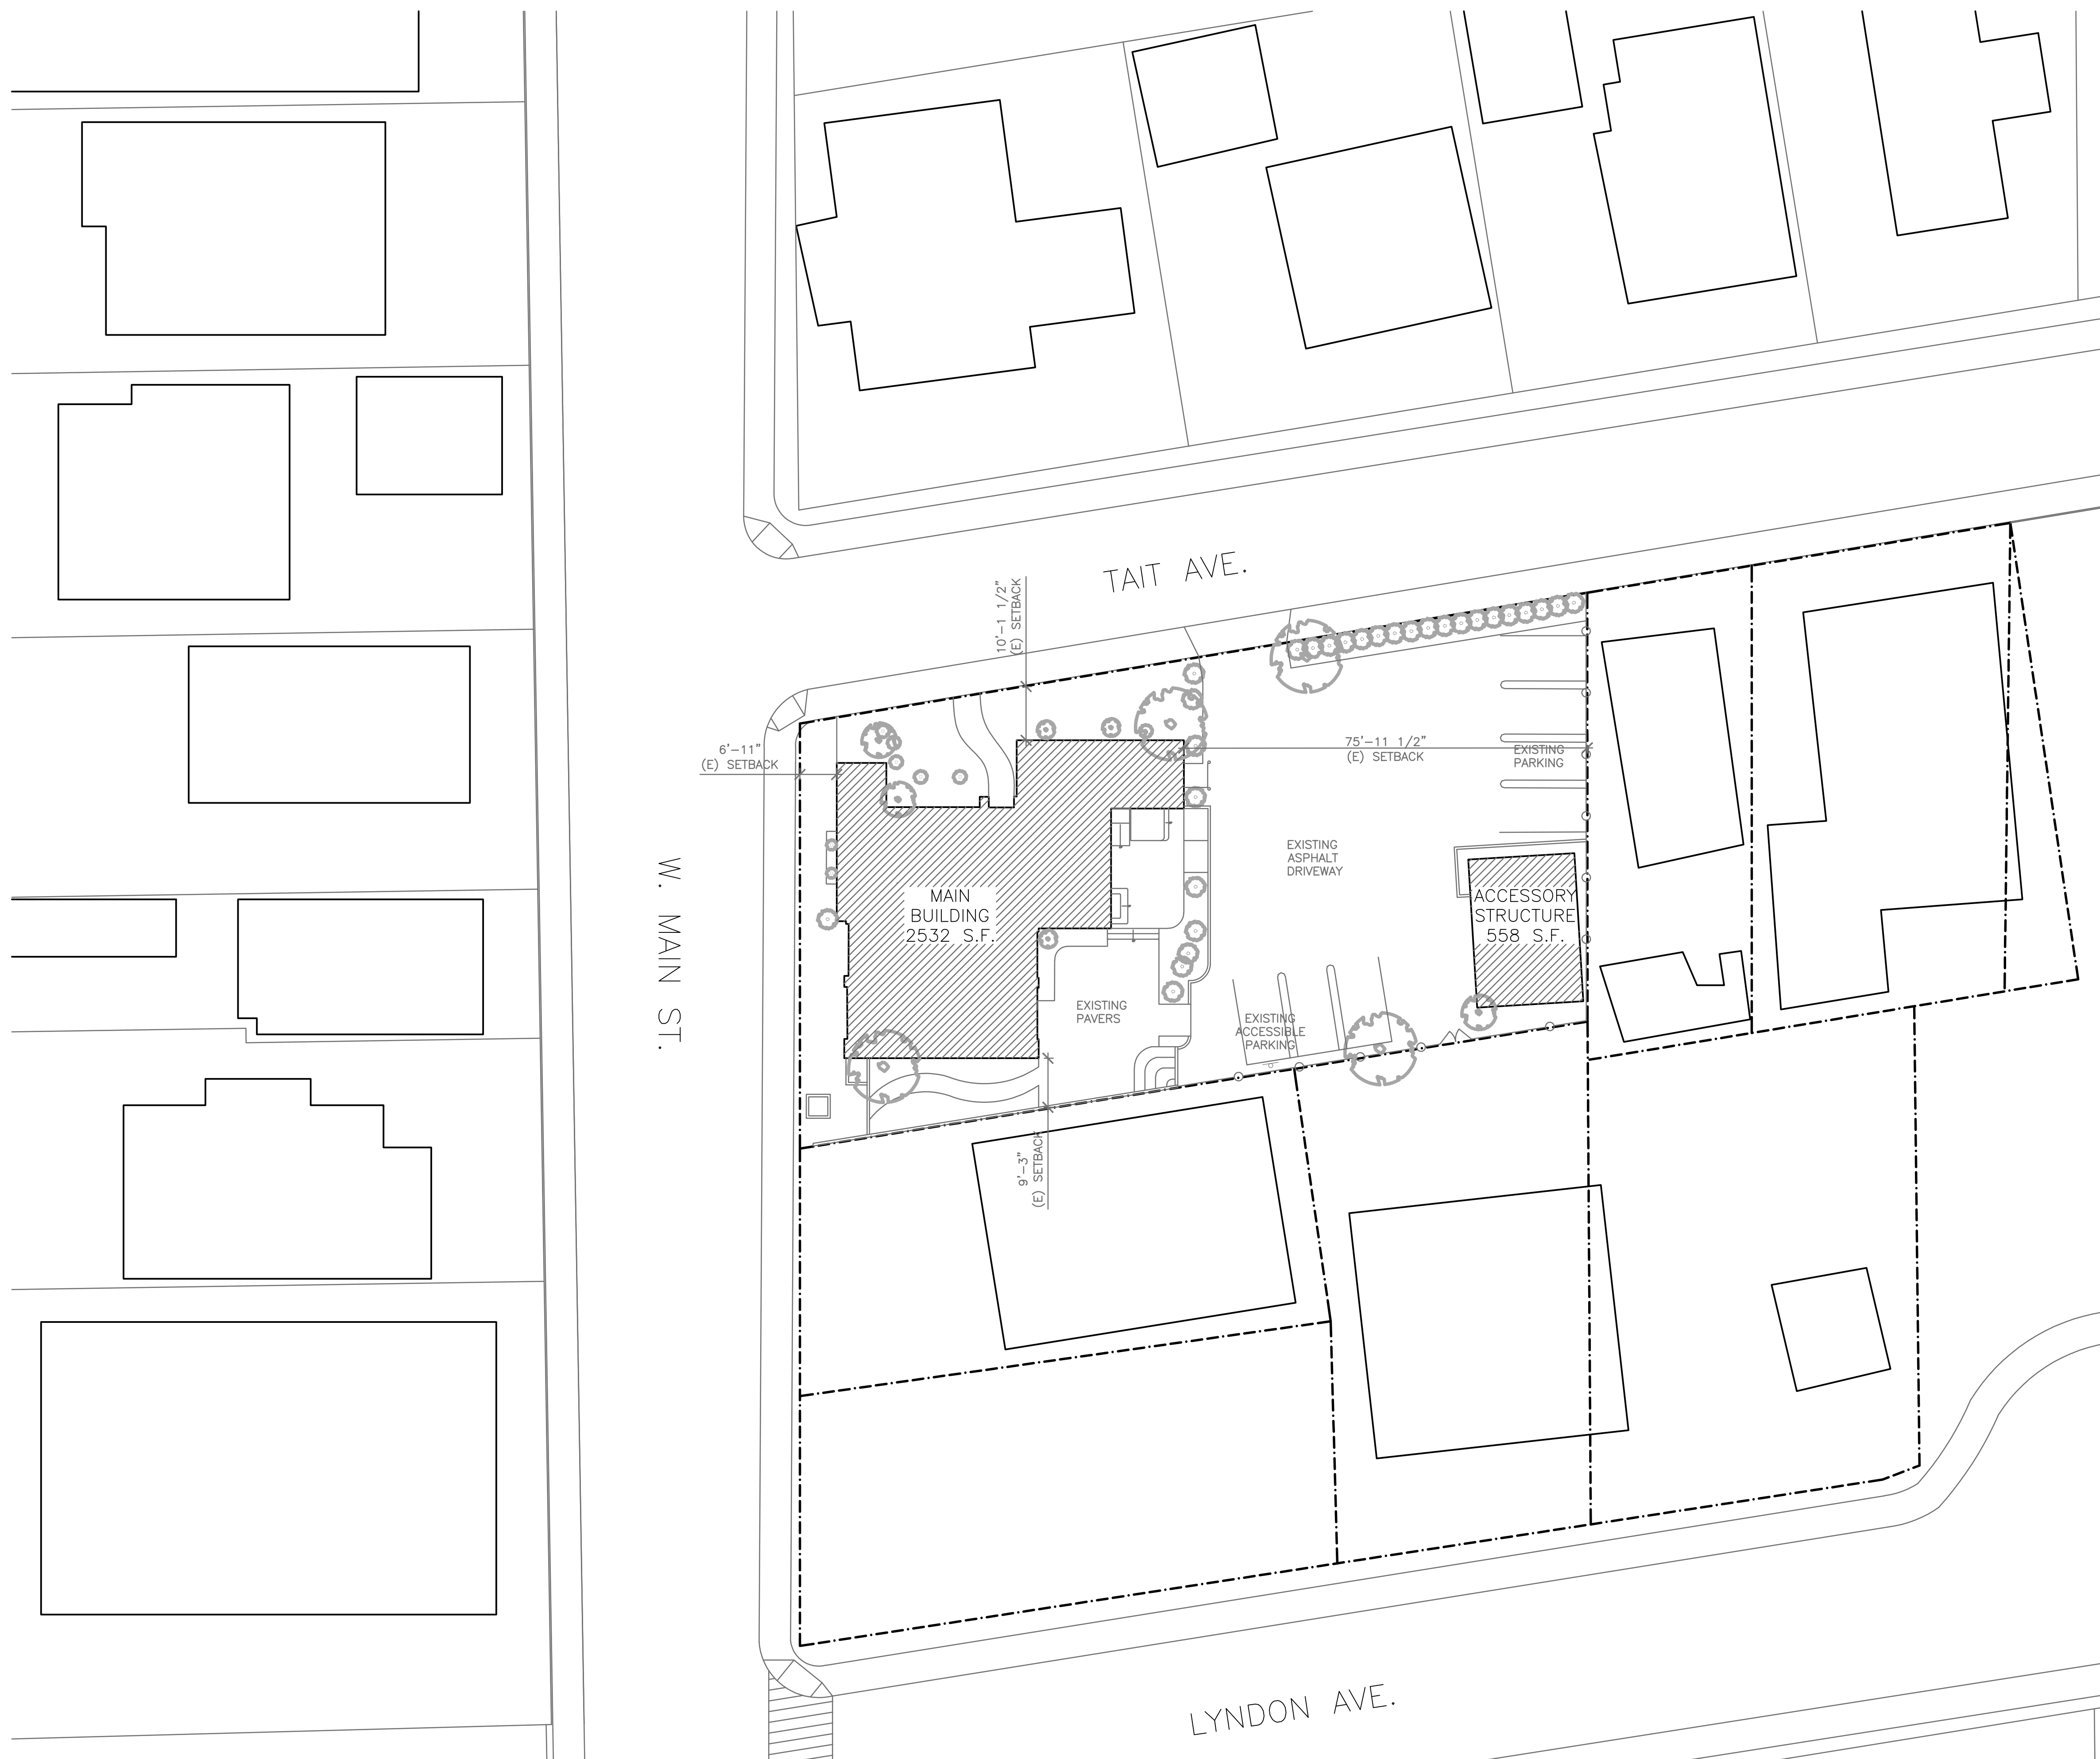 TAIT AVE.
10'-1 1/2"
(E) SETBACK
6'-11"
(E) SETBACK
75'-11 1/2"
(E) SETBACK
EXISTING
PARKING
EXISTING
ASPHALT
DRIVEWAY
MAIN
BUILDING
2532 S.F.
ACCESSORY
STRUCTURE
558 S.F.
W. MAIN ST.
EXISTING
PAVERS
EXISTING
ACCESSIBLE
PARKING
9'-3"
(E) SETBACK
LYNDON AVE.